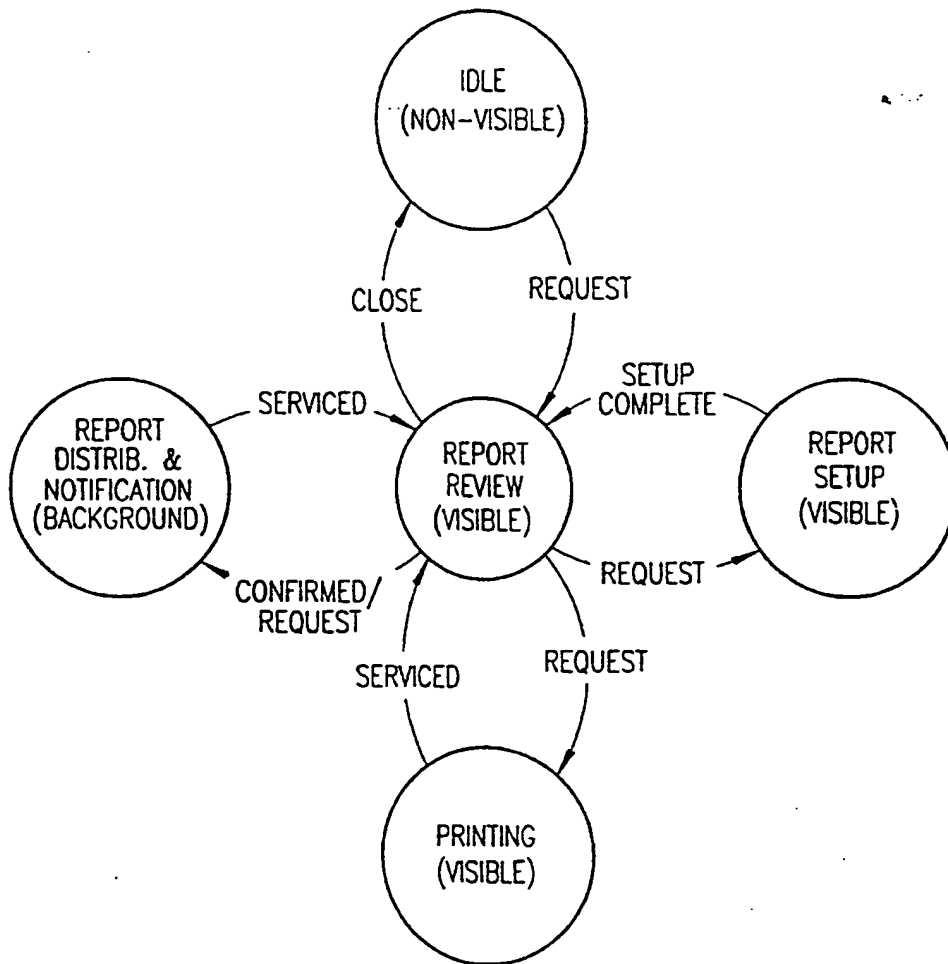 IDLE
(NON-VISIBLE)
CLOSE
REQUEST
SERVICED
SETUP
COMPLETE
REPORT
DISTRIB. &
NOTIFICATION
(BACKGROUND)
REPORT
REVIEW
(VISIBLE)
REPORT
SETUP
(VISIBLE)
CONFIRMED/
REQUEST
REQUEST
SERVICED
REQUEST
PRINTING
(VISIBLE)